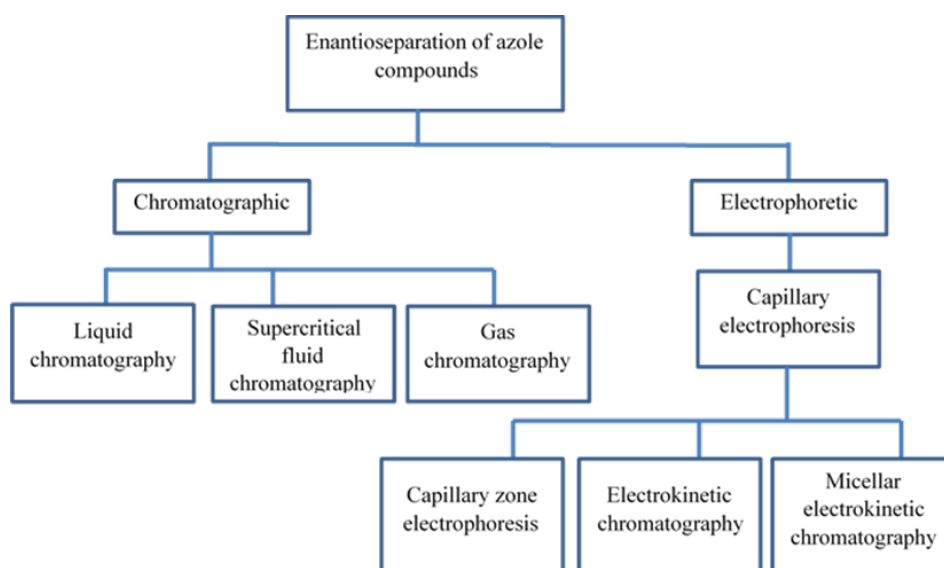 Enantioseparation of azole
compounds
Chromatographic
Electrophoretic
Liquid
chromatography
Supercritical
fluid
chromatography
Gas
chromatography
Capillary
electrophoresis
Capillary zone
electrophoresis
Electrokinetic
chromatography
Micellar
electrokinetic
chromatography